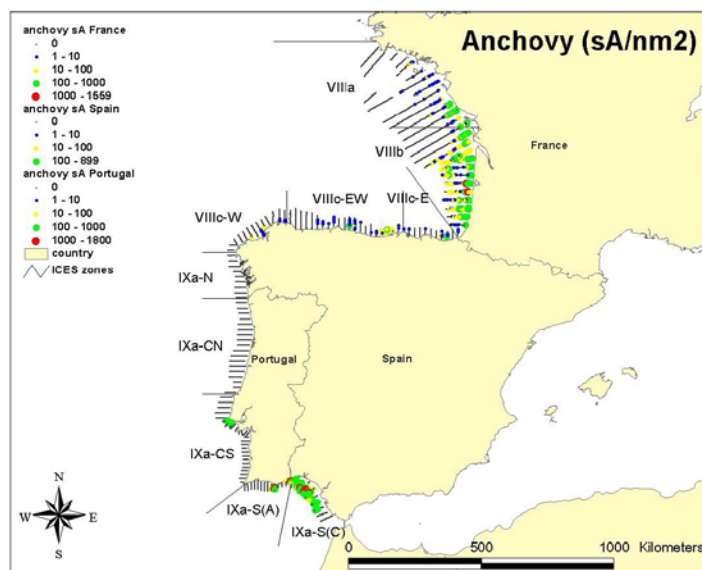 Anchovy (sA/nm2)
anchovy sA France
0
1 - 10
10 - 100
100 - 1000
1000 - 1559
anchovy sA Spain
0
1 - 10
10 - 100
100 - 899
anchovy sA Portugal
0
1 - 10
10 - 100
100 - 1000
1000 - 1800
country
ICES zones
VIIIa
VIIIb
France
VIIIc-EW
VIIIc-E
VIIIc-W
IXa-N
IXa-CN
Portugal
Spain
IXa-CS
IXa-S(A)
IXa-S(C)
N
W
E
S
0
500
1000
Kilometers